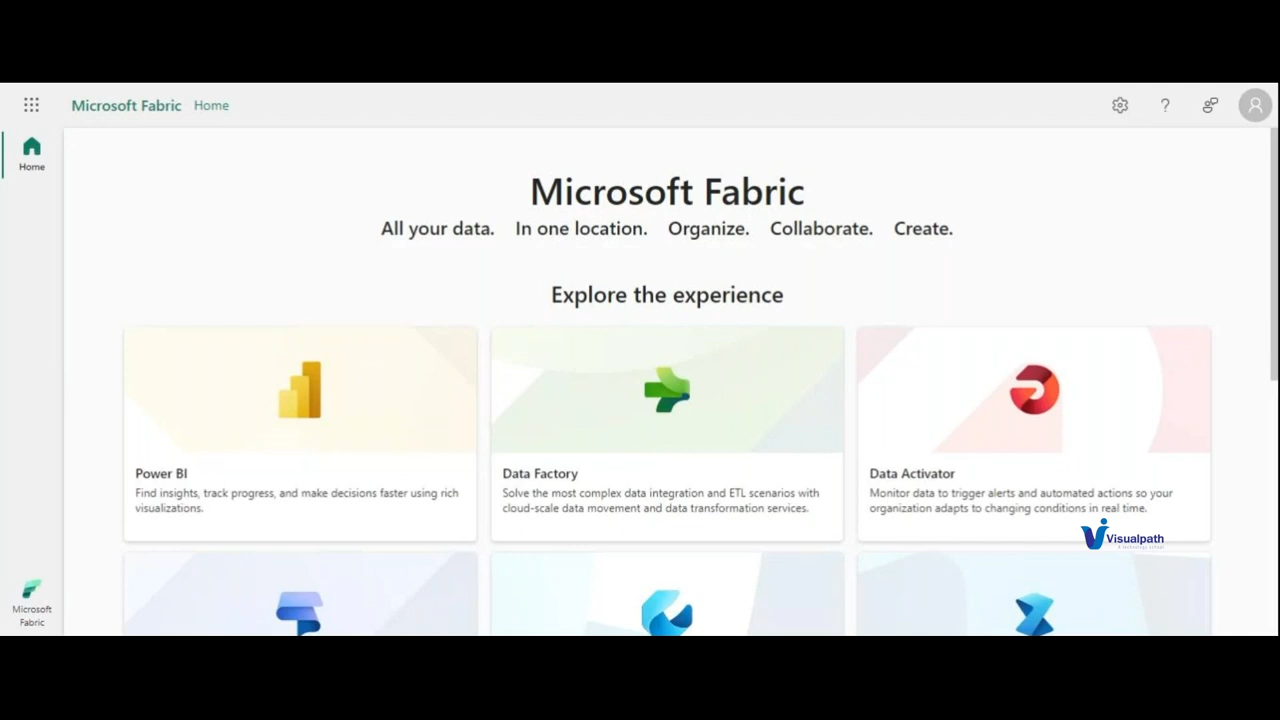 Microsoft Fabric Home
?
Home
Microsoft Fabric
All your data. In one location. Organize. Collaborate. Create.
Explore the experience
Power BI
Find insights, track progress, and make decisions faster using rich
visualizations.
Data Factory
Solve the most complex data integration and ETL scenarios with
cloud-scale data movement and data transformation services.
Data Activator
Monitor data to trigger alerts and automated actions so your
organization adapts to changing conditions in real time.
Visualpath
A technology school
Microsoft
Fabric